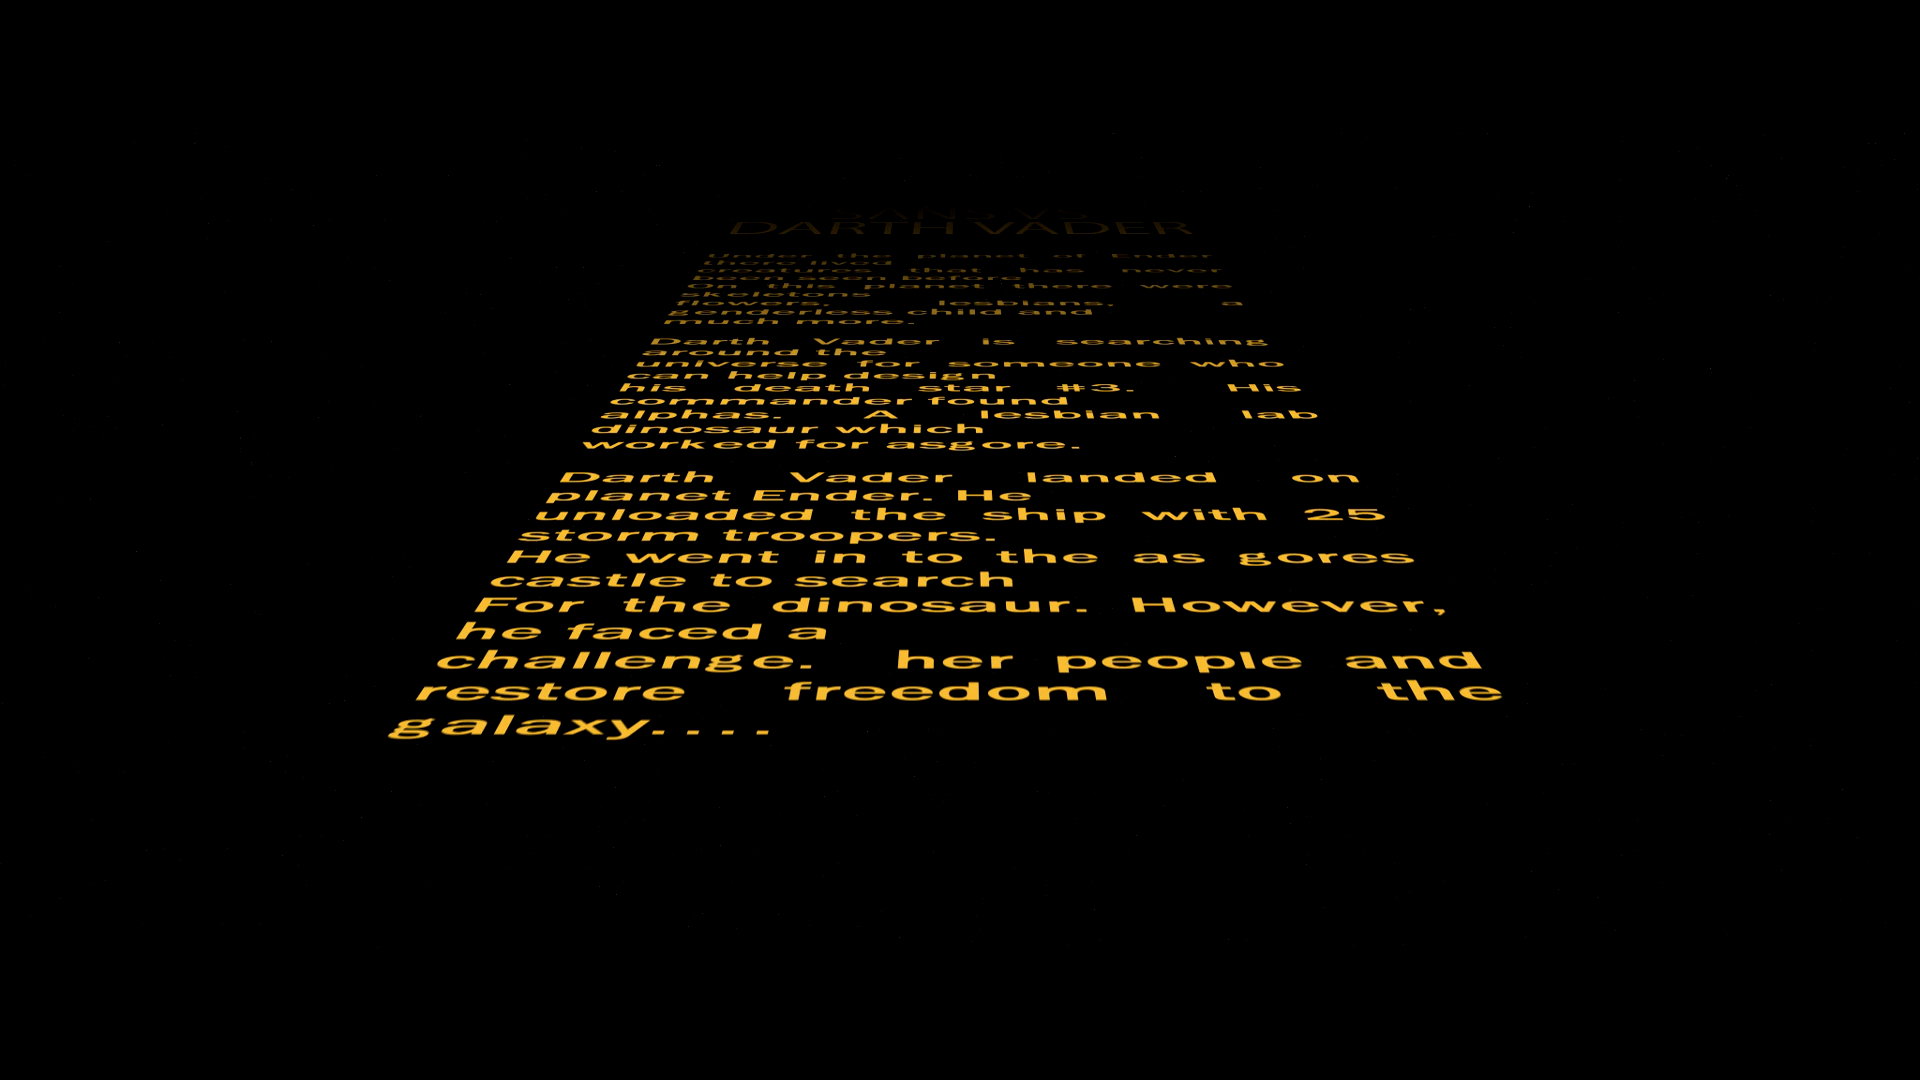 SANS VS
DARTH VADER
Under the planet of Ender
there lived
creatures that has never
been seen before
On this planet there were
skeletons
flowers, lesbians, a
genderless child and
much more.
Darth Vader is searching
around the
universe for someone who
can help design
his death star #3. His
commander found
alphas. A lesbian lab
dinosaur which
worked for asgore.
Darth Vader landed on
planet Ender. He
unloaded the ship with 25
storm troopers.
He went in to the as gores
castle to search
For the dinosaur. However,
he faced a
challenge. her people and
restore freedom to the
galaxy....